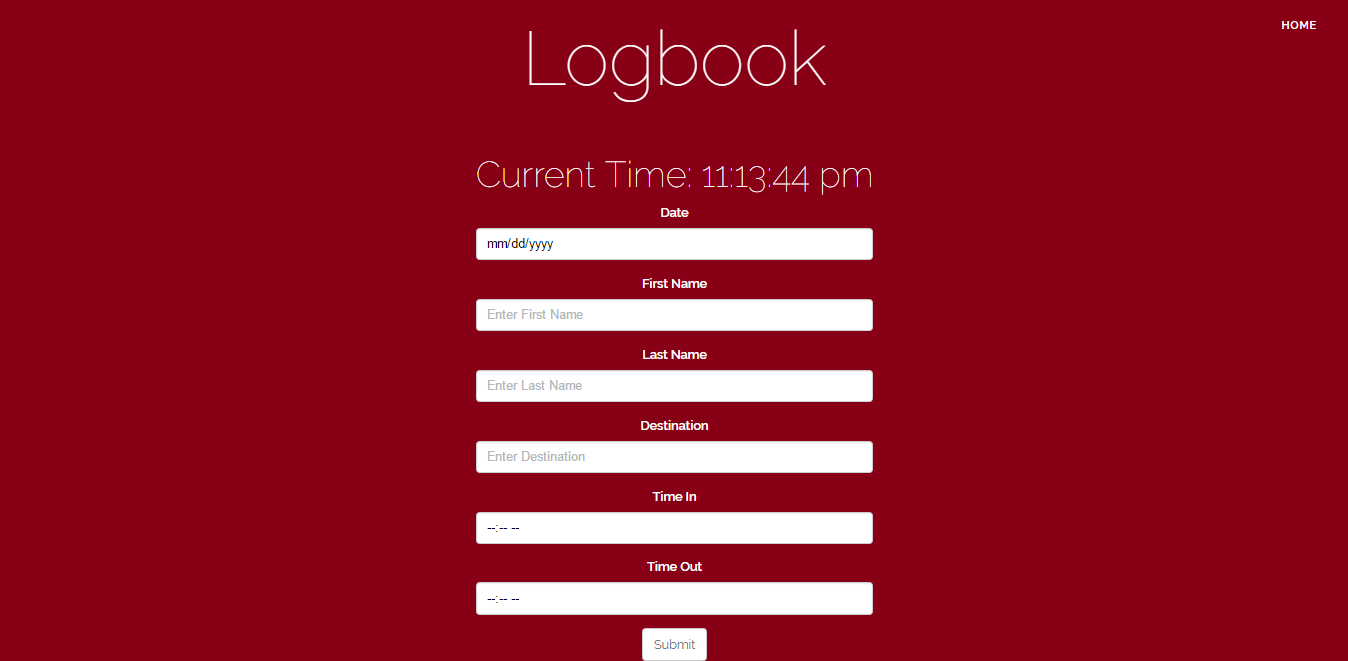 HOME
Logbook
Current Time: 11:13:44 pm
Date
mm/dd/yyyy
First Name
Enter First Name
Last Name
Enter Last Name
Destination
Enter Destination
Time In
--:-- --
Time Out
--:-- --
Submit